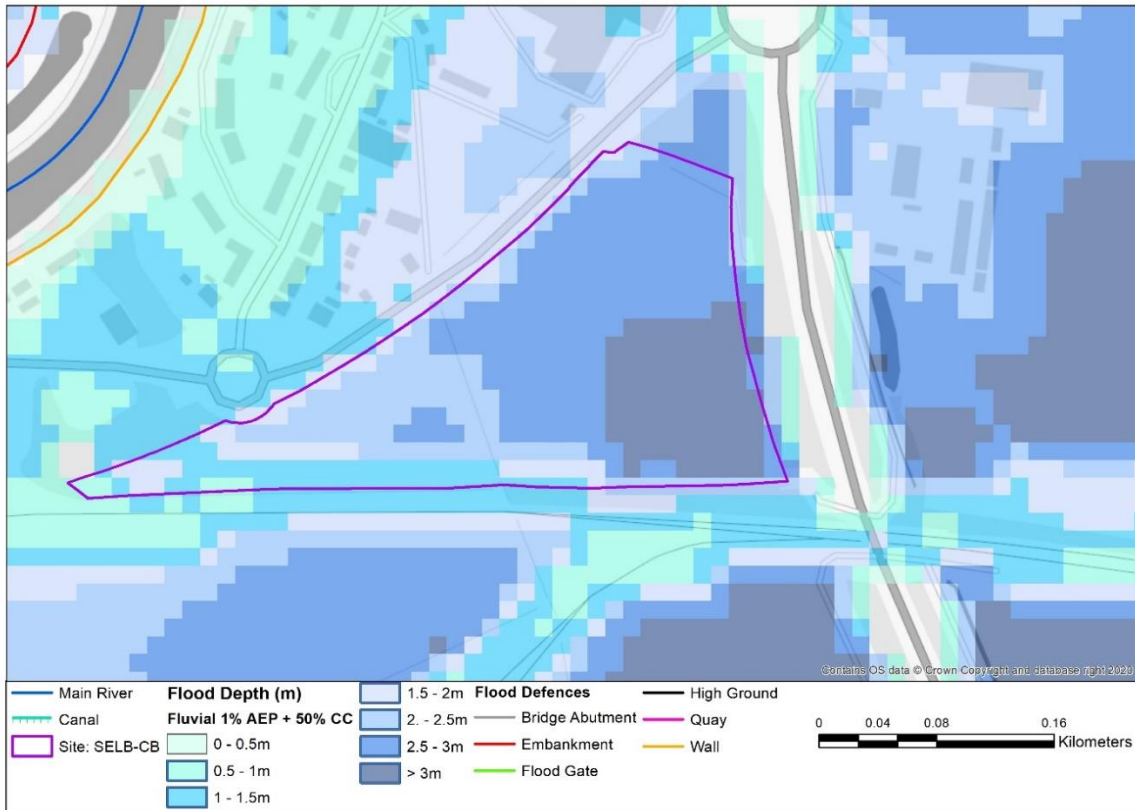 Contains OS data © Crown Copyright and database right 2023
Main River
Canal
Site: SELB-CB
Flood Depth (m)
Fluvial 1% AEP + 50% CC
0 - 0.5m
0.5 - 1m
1 - 1.5m
1.5 - 2m
2. - 2.5m
2.5 - 3m
> 3m
Flood Defences
Bridge Abutment
Embankment
Flood Gate
High Ground
Quay
Wall
0 0.04 0.08 0.16
Kilometers